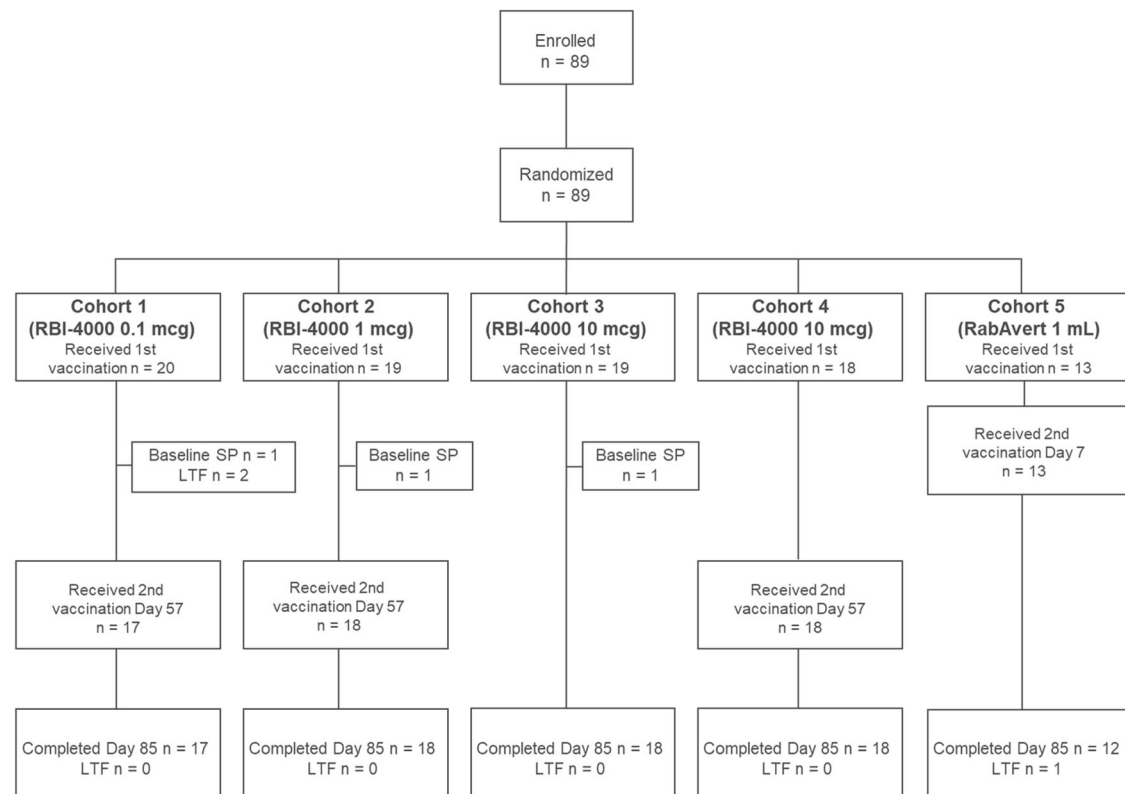 Enrolled
n = 89
Randomized
n = 89
Cohort 1
(RBI-4000 0.1 mcg)
Received 1st
vaccination n = 20
Cohort 2
(RBI-4000 1 mcg)
Received 1st
vaccination n = 19
Cohort 3
(RBI-4000 10 mcg)
Received 1st
vaccination n = 19
Cohort 4
(RBI-4000 10 mcg)
Received 1st
vaccination n = 18
Cohort 5
(RabAvert 1 mL)
Received 1st
vaccination n = 13
Baseline SP n = 1
LTF n = 2
Baseline SP
n = 1
Baseline SP
n = 1
Received 2nd
vaccination Day 7
n = 13
Received 2nd
vaccination Day 57
n = 17
Received 2nd
vaccination Day 57
n = 18
Received 2nd
vaccination Day 57
n = 18
Completed Day 85 n = 17
LTF n = 0
Completed Day 85 n = 18
LTF n = 0
Completed Day 85 n = 18
LTF n = 0
Completed Day 85 n = 18
LTF n = 0
Completed Day 85 n = 12
LTF n = 1